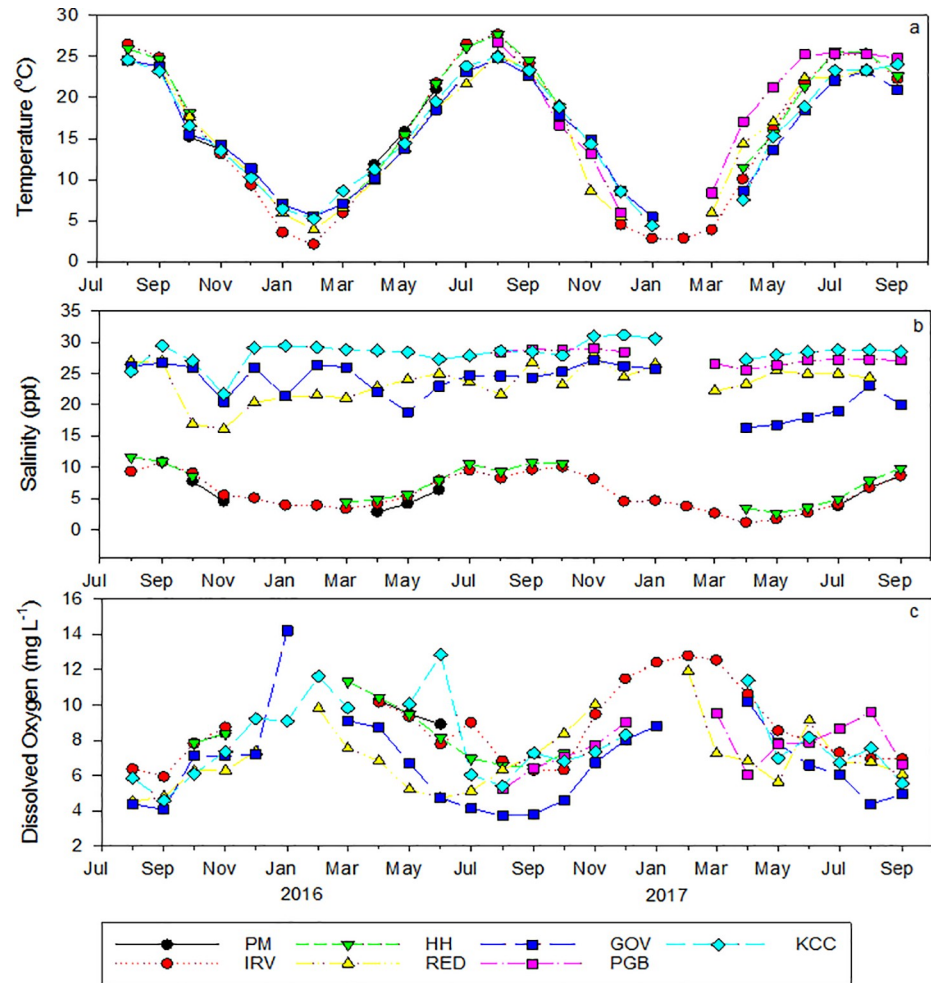 a
30
25
20
15
10
5
0
Temperature (⁰C)
Jul Sep Nov Jan Mar May Jul Sep Nov Jan Mar May Jul Sep
b
35
30
25
20
15
10
5
0
Salinity (ppt)
Jul Sep Nov Jan Mar May Jul Sep Nov Jan Mar May Jul Sep
c
16
14
12
10
8
6
4
2
Dissolved Oxygen (mg L⁻¹)
Jul Sep Nov Jan Mar May Jul Sep Nov Jan Mar May Jul Sep
2016 2017
PM HH GOV KCC
IRV RED PGB